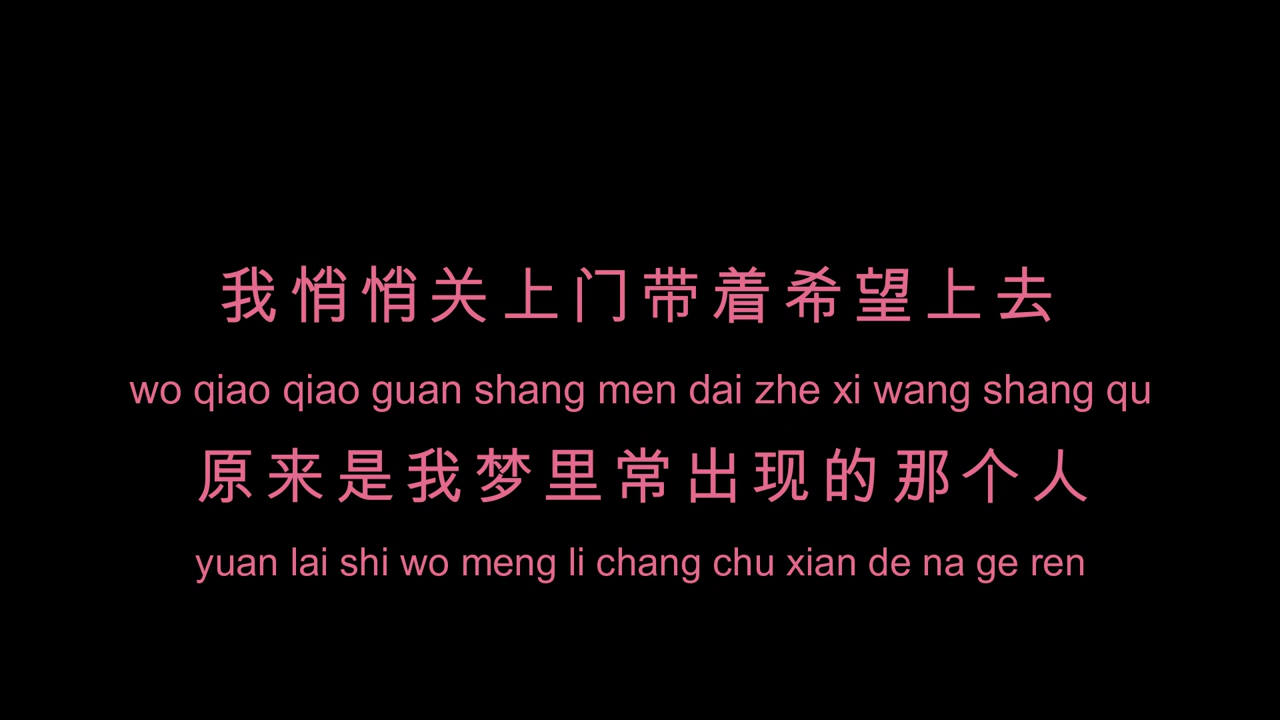 我悄悄关上门带着希望上去
wo qiao qiao guan shang men dai zhe xi wang shang qu
原来是我梦里常出现的那个人
yuan lai shi wo meng li chang chu xian de na ge ren